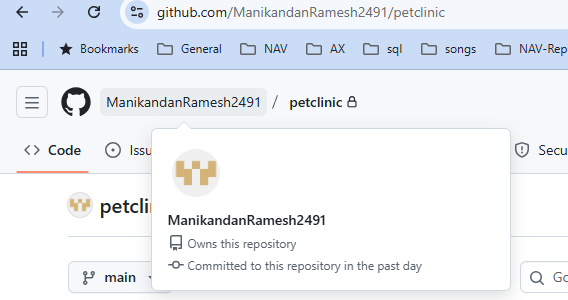 github.com/ManikandanRamesh2491/petclinic
Bookmarks General NAV AX sql songs NAV-Rep
ManikandanRamesh2491 / petclinic
Code Issu Secu
petcli
ManikandanRamesh2491
Owns this repository
Committed to this repository in the past day
main Go